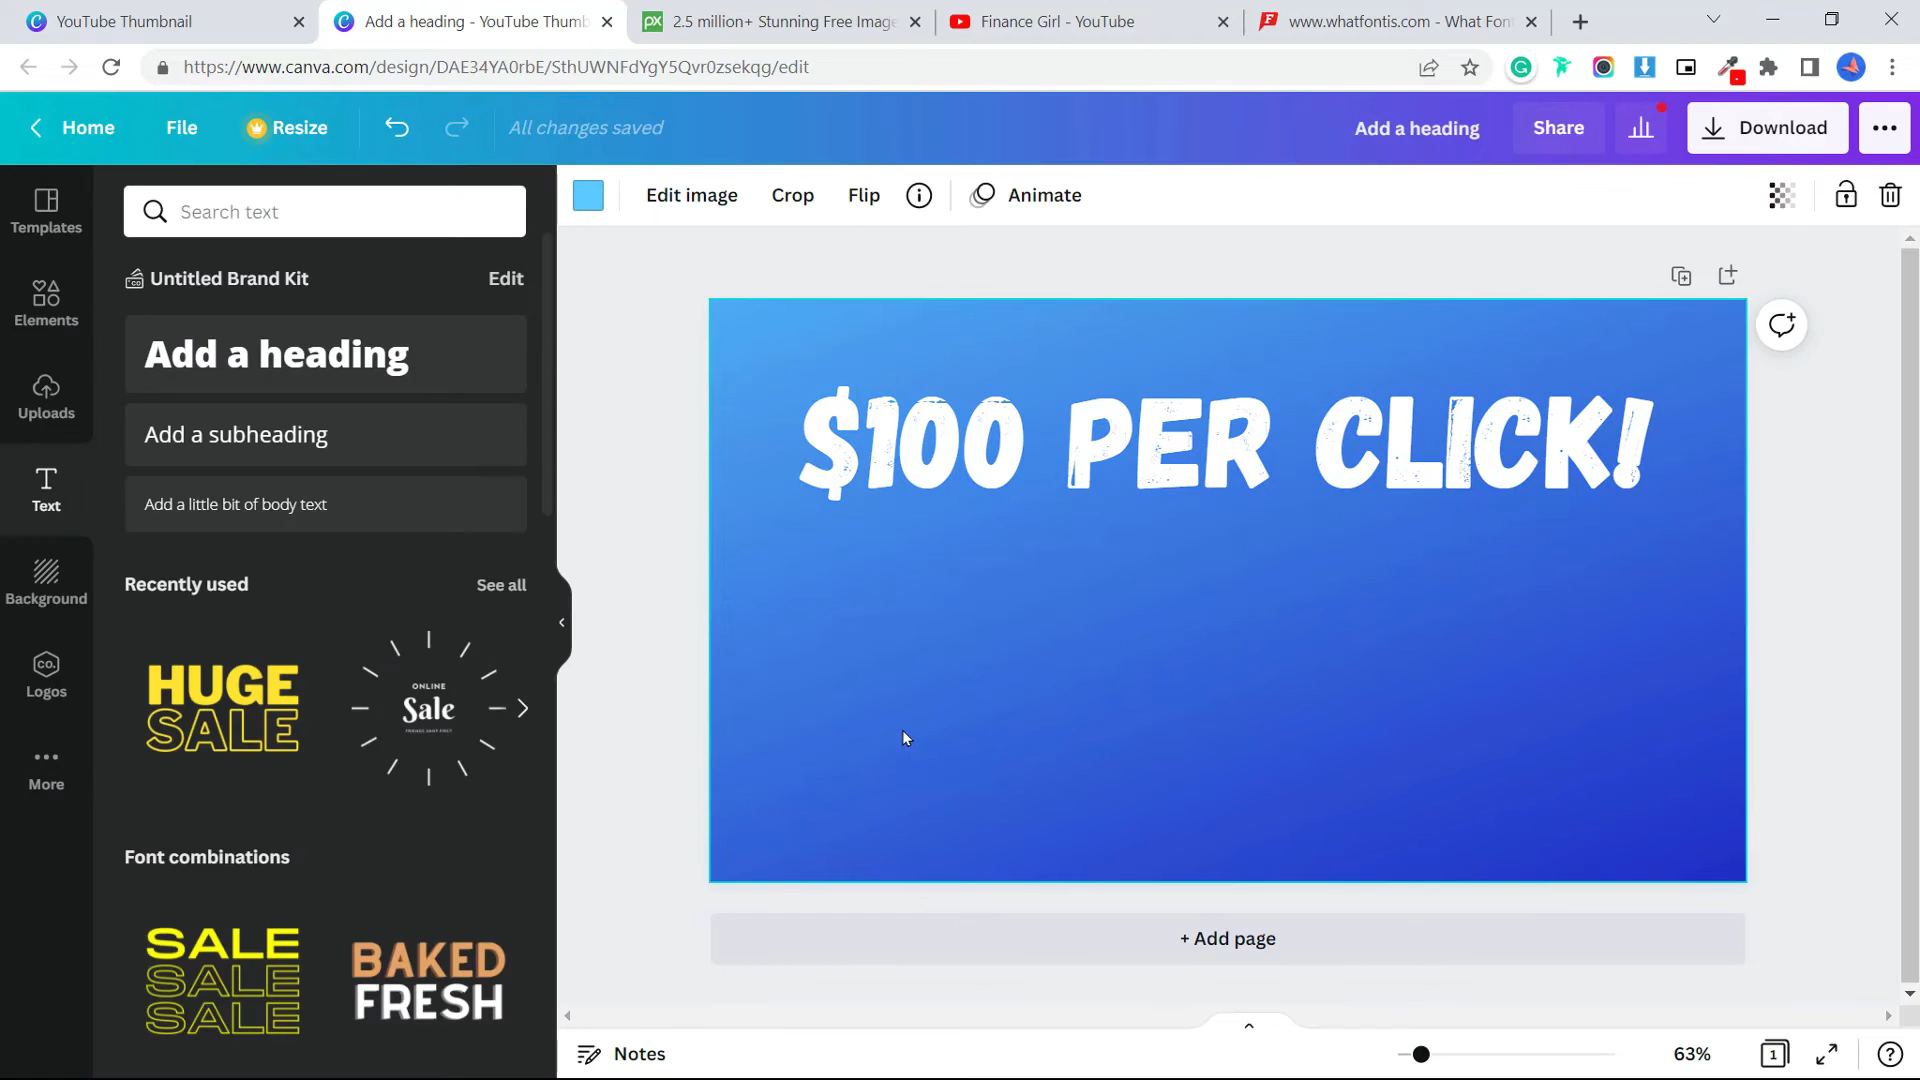 YouTube Thumbnail
Add a heading - YouTube Thumb
2.5 million+ Stunning Free Image
Finance Girl - YouTube
www.whatfontis.com - What Font
https://www.canva.com/design/DAE34YA0rbE/SthUWNFdYgY5Qvr0zsekqg/edit
Home
File
Resize
All changes saved
Add a heading
Share
Download
Templates
Elements
Uploads
Text
Background
CO.
Logos
More
Search text
Untitled Brand Kit
Edit
Add a heading
Add a subheading
Add a little bit of body text
Recently used
See all
HUGE
SALE
ONLINE
Sale
Font combinations
SALE
SALE
SALE
BAKED
FRESH
Edit image
Crop
Flip
Animate
$100 PER CLICK!
+ Add page
Notes
63%
1